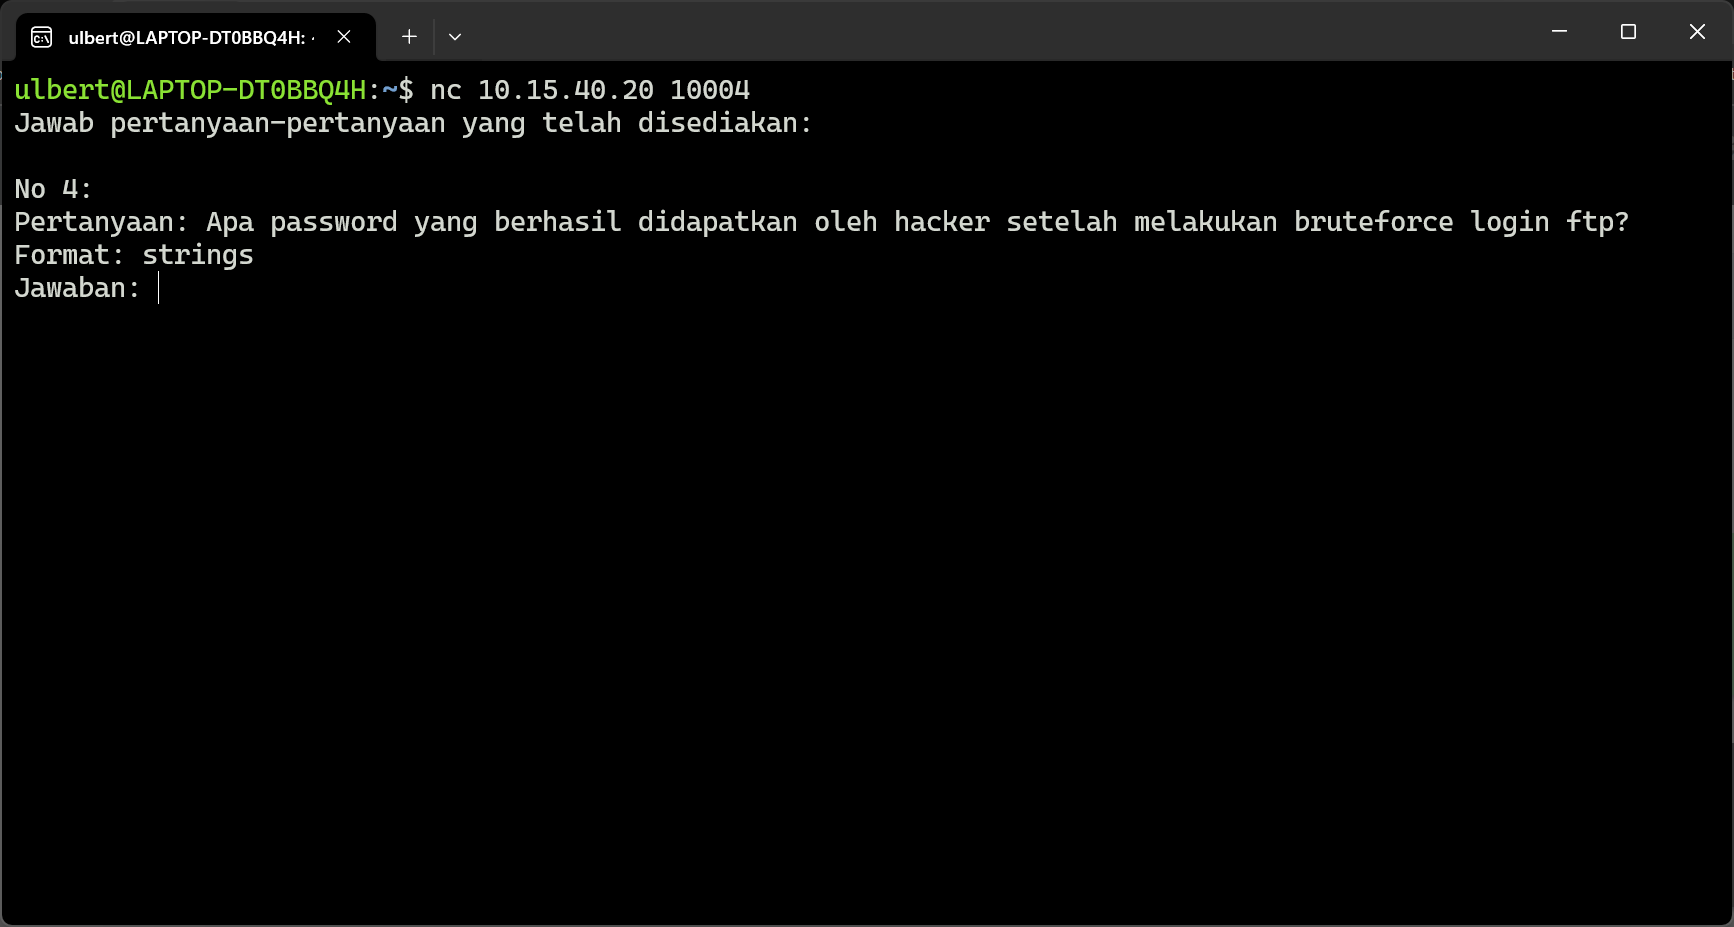 ulbert@LAPTOP-DT0BBQ4H: ·
ulbert@LAPTOP-DT0BBQ4H:~$ nc 10.15.40.20 10004
Jawab pertanyaan-pertanyaan yang telah disediakan:
No 4:
Pertanyaan: Apa password yang berhasil didapatkan oleh hacker setelah melakukan bruteforce login ftp?
Format: strings
Jawaban: